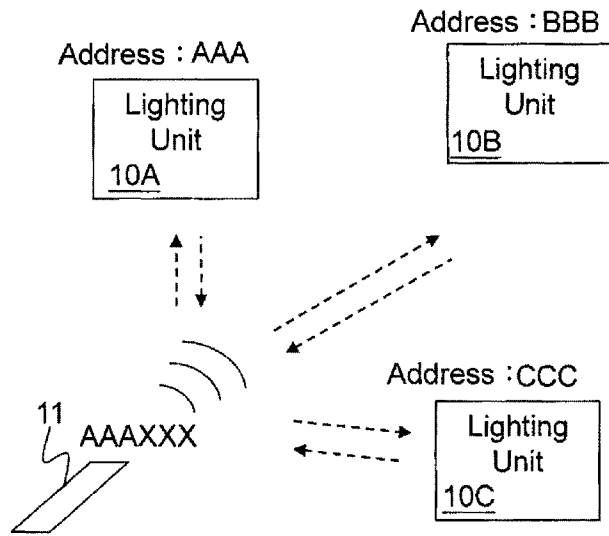 Address : AAA
Lighting
Unit
10A
Address : BBB
Lighting
Unit
10B
Address : CCC
Lighting
Unit
10C
11
AAAXXX